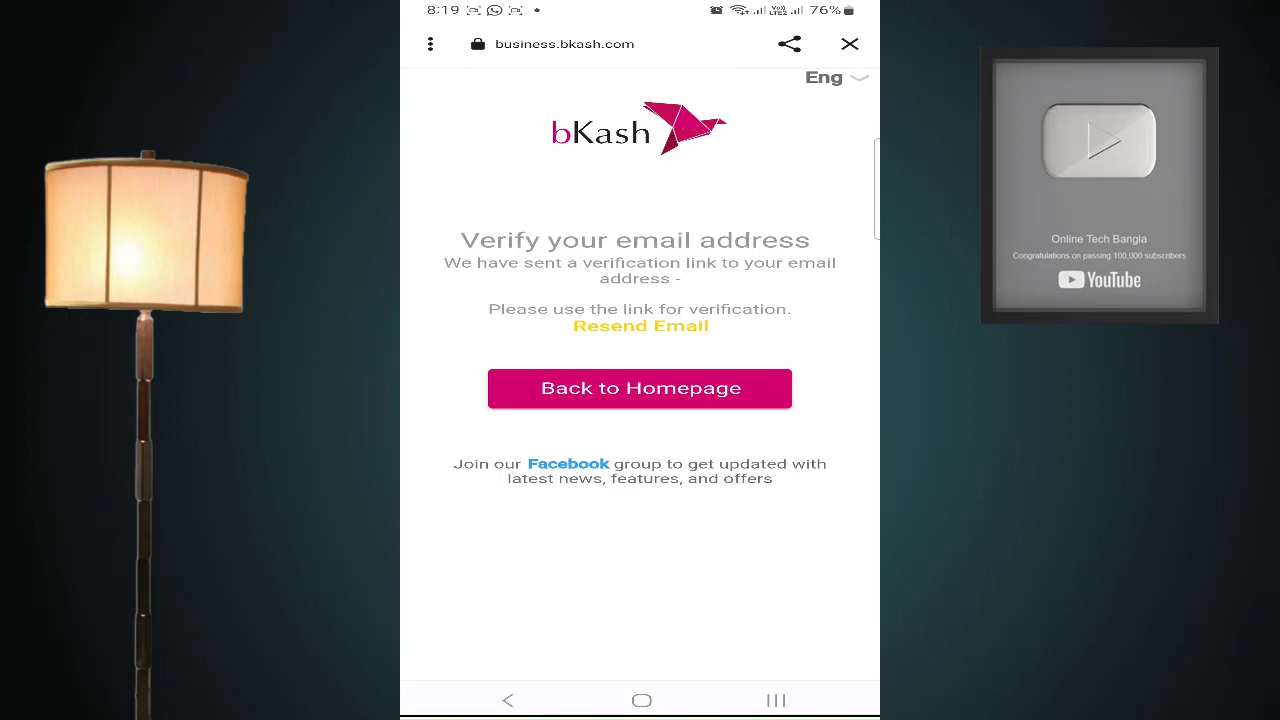 8:19
76%
business.bkash.com
Eng
bKash
Verify your email address
We have sent a verification link to your email
address -
Please use the link for verification.
Resend Email
Back to Homepage
Join our Facebook group to get updated with
latest news, features, and offers
Online Tech Bangla
Congratulations on passing 100,000 subscribers
YouTube